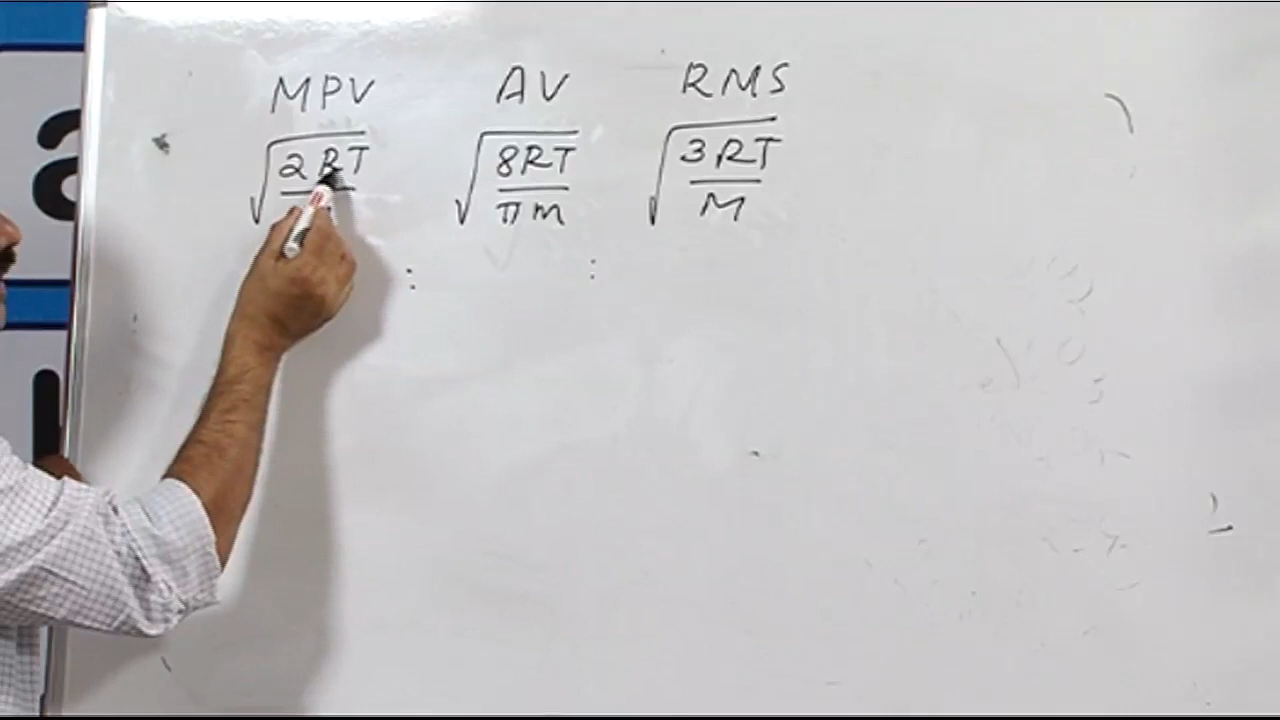 MPV AV RMS
√(2RT/ ) √(8RT/πm) √(3RT/M)
: :
a